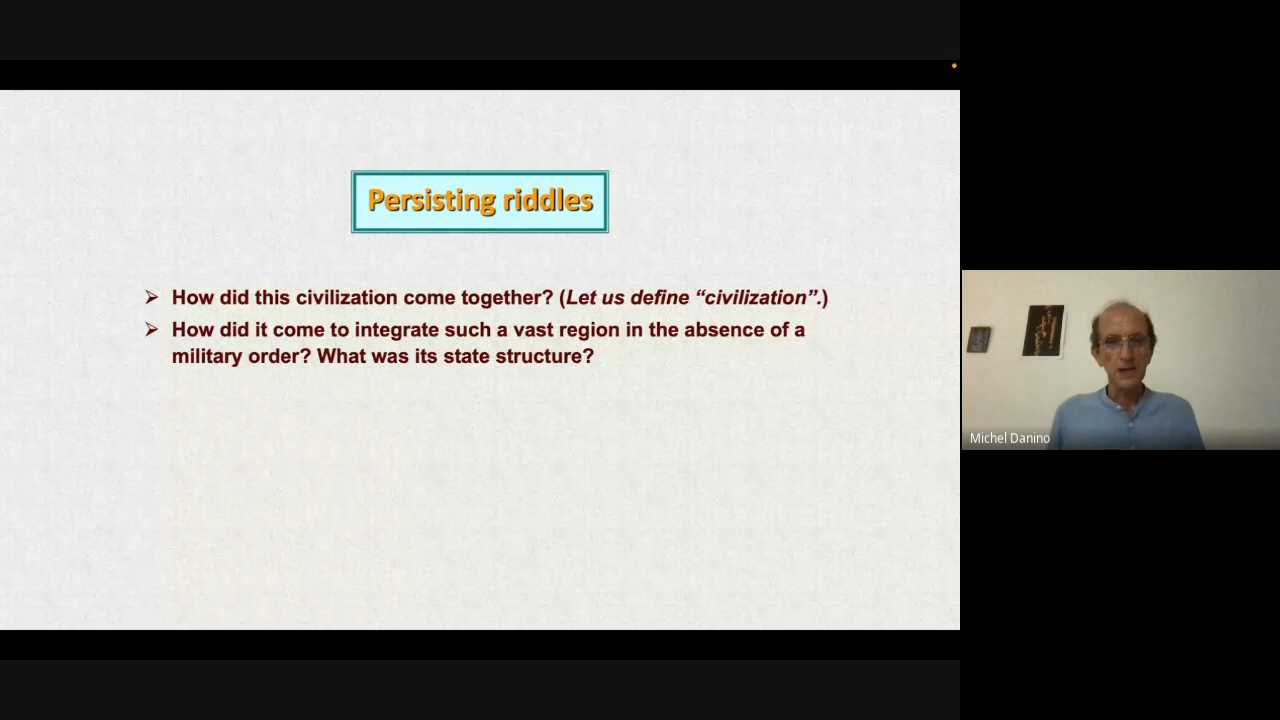 Persisting riddles
➢ How did this civilization come together? (Let us define “civilization”.)
➢ How did it come to integrate such a vast region in the absence of a
military order? What was its state structure?
Michel Danino